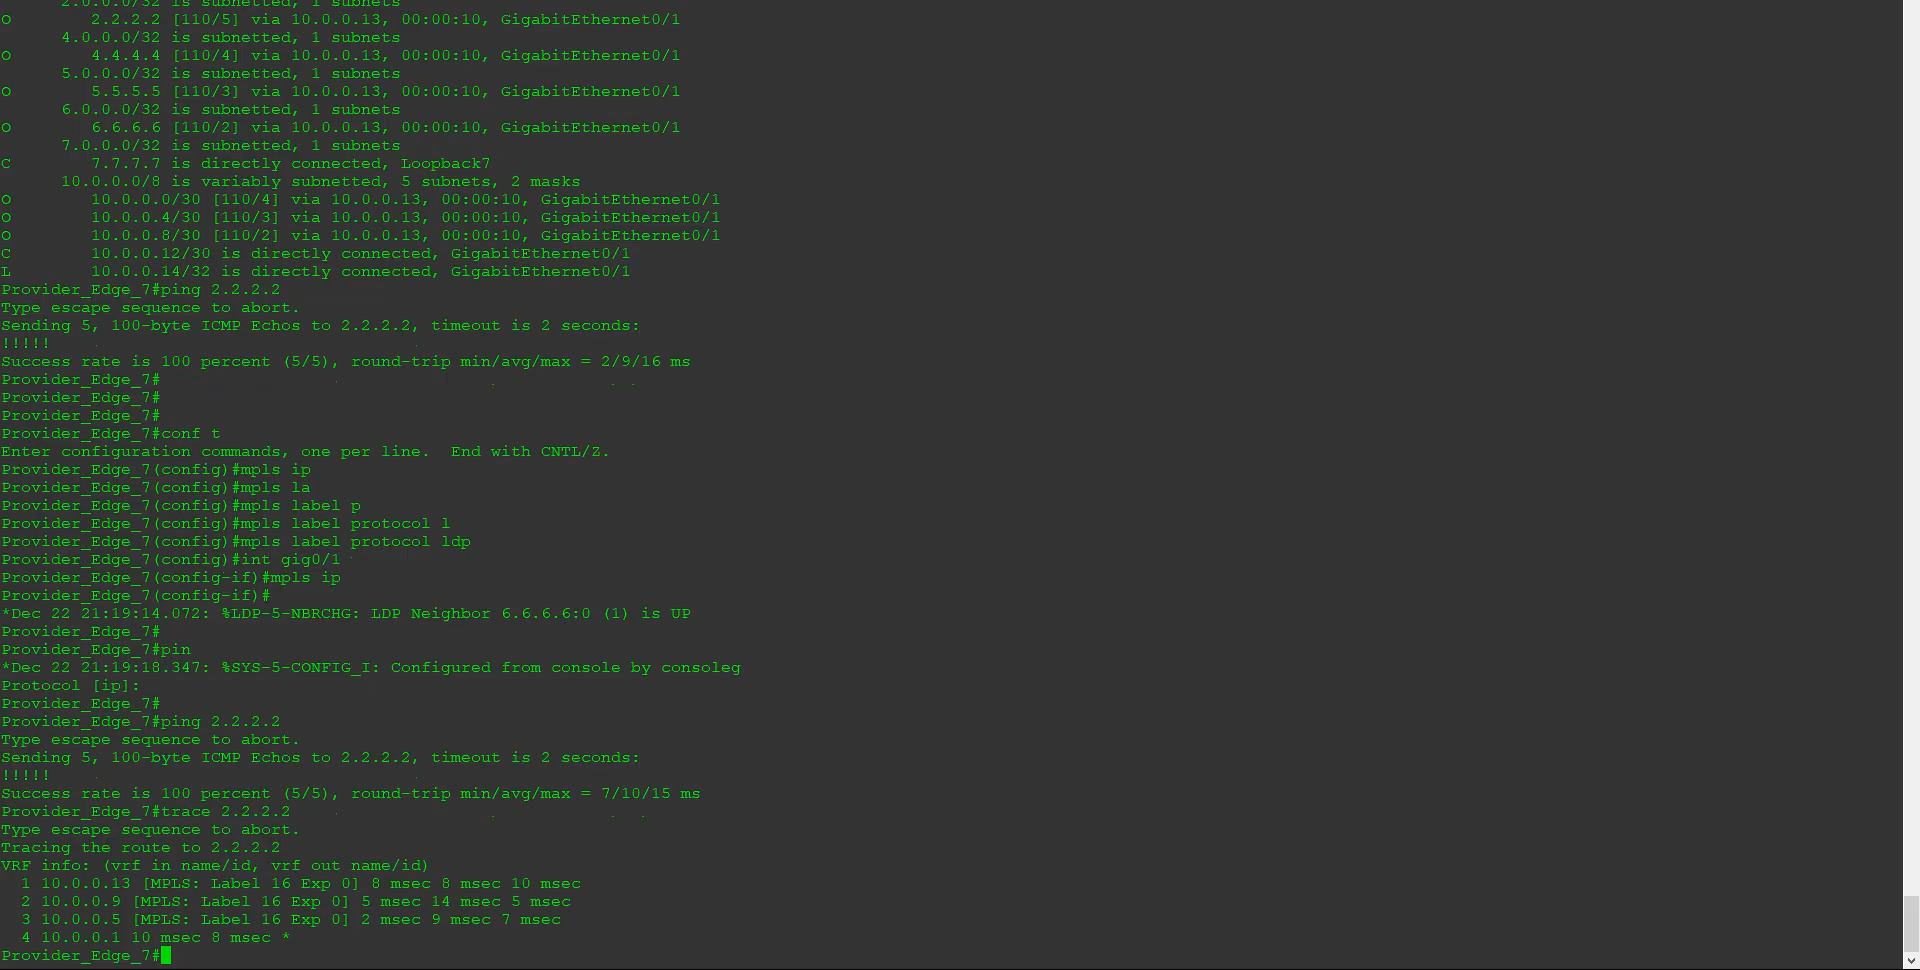 2.0.0.0/32 is subnetted, 1 subnets
O        2.2.2.2 [110/5] via 10.0.0.13, 00:00:10, GigabitEthernet0/1
      4.0.0.0/32 is subnetted, 1 subnets
O        4.4.4.4 [110/4] via 10.0.0.13, 00:00:10, GigabitEthernet0/1
      5.0.0.0/32 is subnetted, 1 subnets
O        5.5.5.5 [110/3] via 10.0.0.13, 00:00:10, GigabitEthernet0/1
      6.0.0.0/32 is subnetted, 1 subnets
O        6.6.6.6 [110/2] via 10.0.0.13, 00:00:10, GigabitEthernet0/1
      7.0.0.0/32 is subnetted, 1 subnets
C        7.7.7.7 is directly connected, Loopback7
      10.0.0.0/8 is variably subnetted, 5 subnets, 2 masks
O        10.0.0.0/30 [110/4] via 10.0.0.13, 00:00:10, GigabitEthernet0/1
O        10.0.0.4/30 [110/3] via 10.0.0.13, 00:00:10, GigabitEthernet0/1
O        10.0.0.8/30 [110/2] via 10.0.0.13, 00:00:10, GigabitEthernet0/1
C        10.0.0.12/30 is directly connected, GigabitEthernet0/1
L        10.0.0.14/32 is directly connected, GigabitEthernet0/1
Provider_Edge_7#ping 2.2.2.2
Type escape sequence to abort.
Sending 5, 100-byte ICMP Echos to 2.2.2.2, timeout is 2 seconds:
!!!!!
Success rate is 100 percent (5/5), round-trip min/avg/max = 2/9/16 ms
Provider_Edge_7#
Provider_Edge_7#
Provider_Edge_7#
Provider_Edge_7#conf t
Enter configuration commands, one per line.  End with CNTL/Z.
Provider_Edge_7(config)#mpls ip
Provider_Edge_7(config)#mpls la
Provider_Edge_7(config)#mpls label p
Provider_Edge_7(config)#mpls label protocol l
Provider_Edge_7(config)#mpls label protocol ldp
Provider_Edge_7(config)#int gig0/1
Provider_Edge_7(config-if)#mpls ip
Provider_Edge_7(config-if)#
*Dec 22 21:19:14.072: %LDP-5-NBRCHG: LDP Neighbor 6.6.6.6:0 (1) is UP
Provider_Edge_7#
Provider_Edge_7#pin
*Dec 22 21:19:18.347: %SYS-5-CONFIG_I: Configured from console by consoleg
Protocol [ip]:
Provider_Edge_7#
Provider_Edge_7#ping 2.2.2.2
Type escape sequence to abort.
Sending 5, 100-byte ICMP Echos to 2.2.2.2, timeout is 2 seconds:
!!!!!
Success rate is 100 percent (5/5), round-trip min/avg/max = 7/10/15 ms
Provider_Edge_7#trace 2.2.2.2
Type escape sequence to abort.
Tracing the route to 2.2.2.2
VRF info: (vrf in name/id, vrf out name/id)
  1 10.0.0.13 [MPLS: Label 16 Exp 0] 8 msec 8 msec 10 msec
  2 10.0.0.9 [MPLS: Label 16 Exp 0] 5 msec 14 msec 5 msec
  3 10.0.0.5 [MPLS: Label 16 Exp 0] 2 msec 9 msec 7 msec
  4 10.0.0.1 10 msec 8 msec *
Provider_Edge_7#